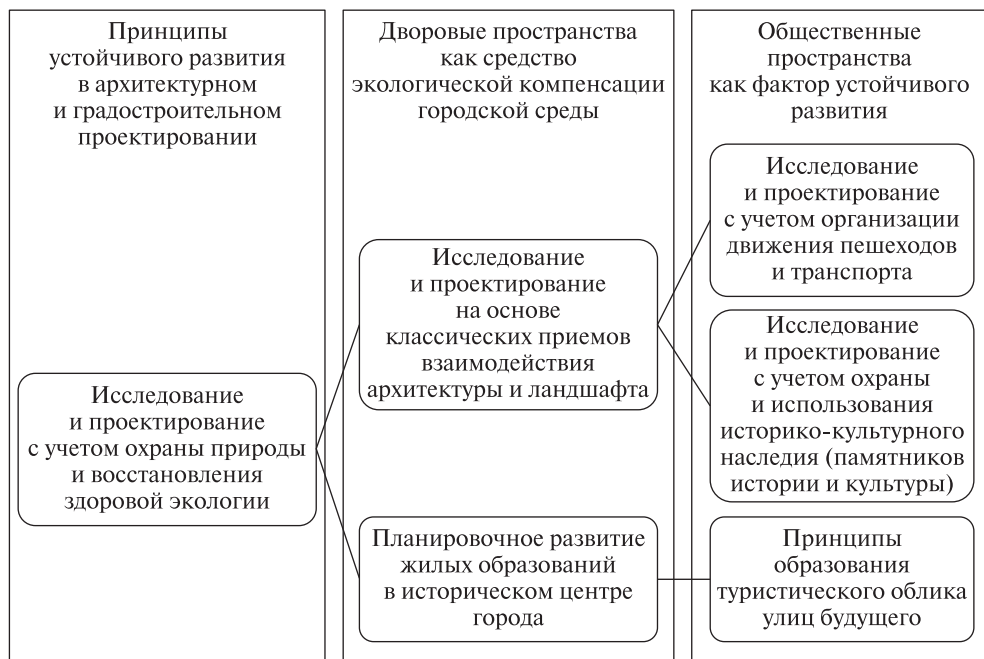 Принципы
устойчивого развития
в архитектурном
и градостроительном
проектировании
Исследование
и проектирование
с учетом охраны природы
и восстановления
здоровой экологии
Дворовые пространства
как средство
экологической компенсации
городской среды
Исследование
и проектирование
на основе
классических приемов
взаимодействия
архитектуры и ландшафта
Планировочное развитие
жилых образований
в историческом центре
города
Общественные
пространства
как фактор устойчивого
развития
Исследование
и проектирование
с учетом организации
движения пешеходов
и транспорта
Исследование
и проектирование
с учетом охраны
и использования
историко-культурного
наследия (памятников
истории и культуры)
Принципы
образования
туристического облика
улиц будущего